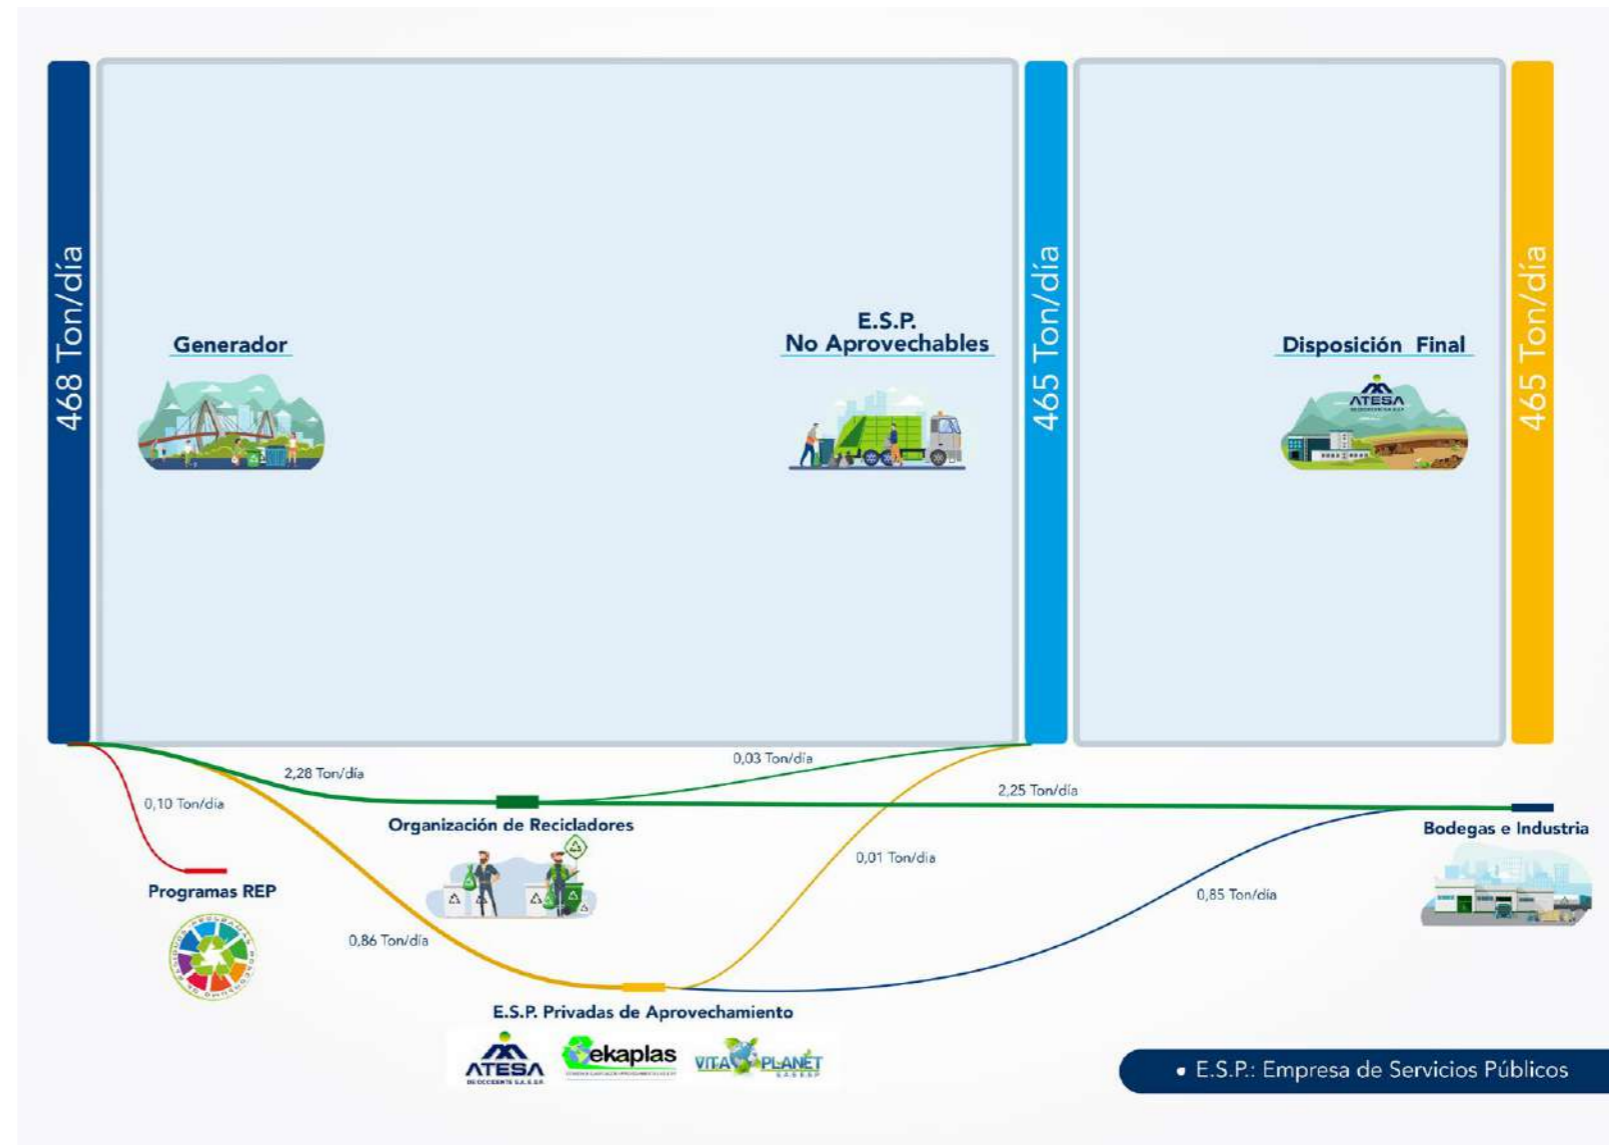 468 Ton/día
Generador
E.S.P.
No Aprovechables
465 Ton/día
Disposición Final
ATESA
465 Ton/día
0,10 Ton/día
2,28 Ton/día
0,03 Ton/día
2,25 Ton/día
Organización de Recicladores
Bodegas e Industria
0,01 Ton/día
Programas REP
0,85 Ton/día
0,86 Ton/día
E.S.P. Privadas de Aprovechamiento
ATESA
DE OCCIDENTE S.A. E.S.P.
ekaplas
VITA PLANET
S.A.S E.S.P
• E.S.P.: Empresa de Servicios Públicos